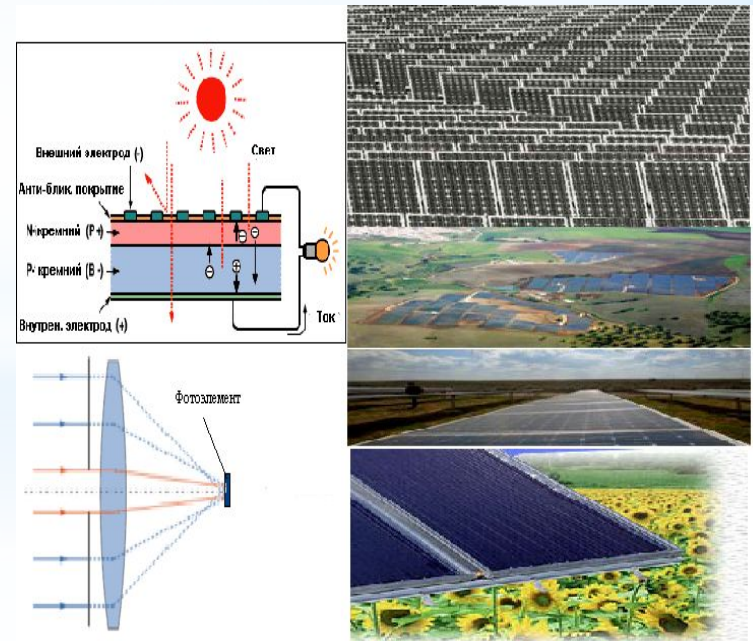 Внешний электрод (-)
Свет
Анти-блик. покрытие
N-кремний (P+)
P- кремний (B -)
Внутрен. электрод (+)
Ток
Фотоэлемент